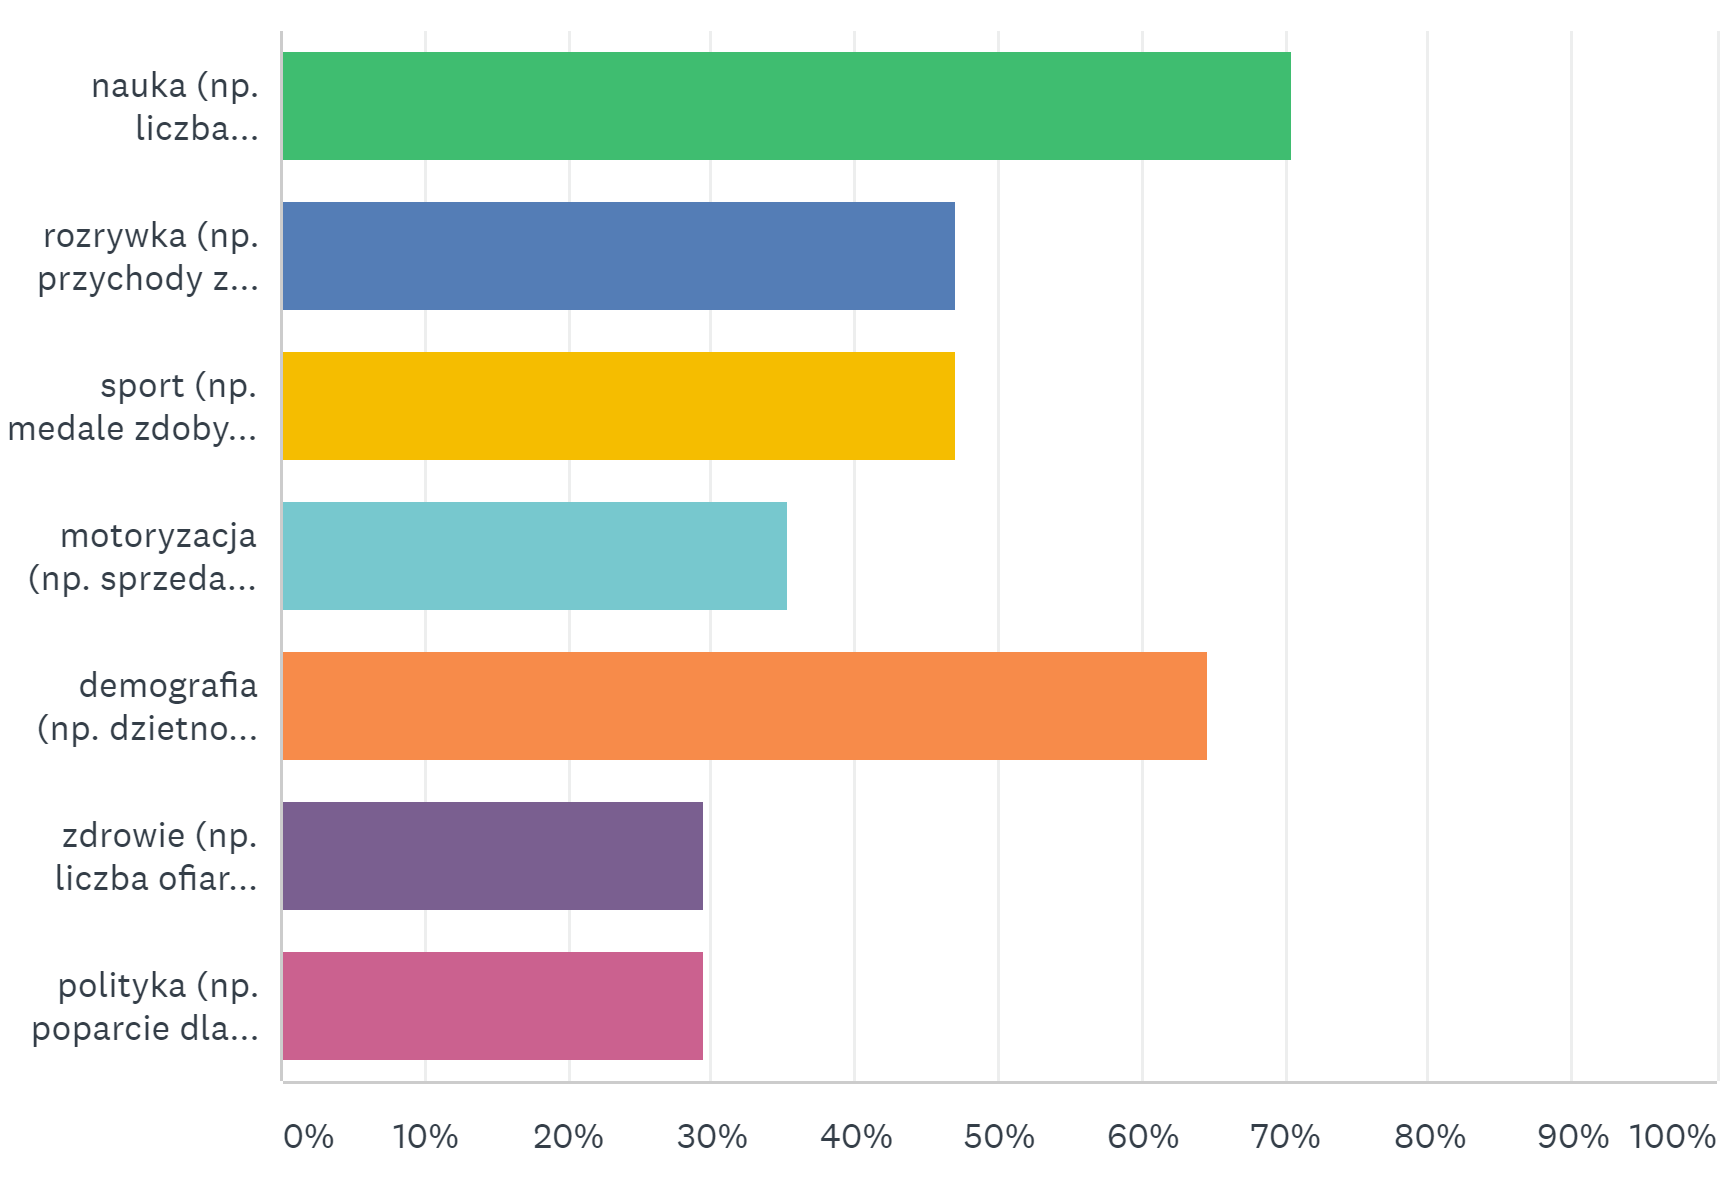 nauka (np.
liczba...
rozrywka (np.
przychody z...
sport (np.
medale zdoby...
motoryzacja
(np. sprzeda...
demografia
(np. dzietno...
zdrowie (np.
liczba ofiar...
polityka (np.
poparcie dla...
0% 10% 20% 30% 40% 50% 60% 70% 80% 90% 100%